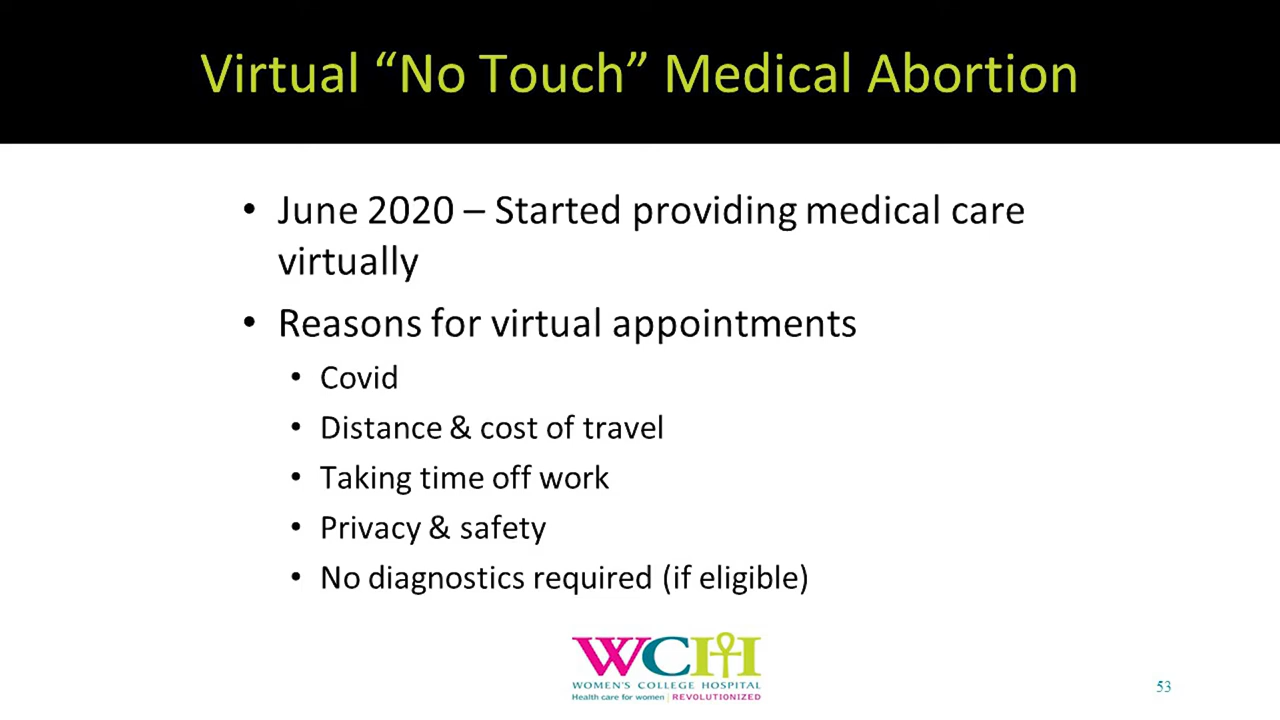 Virtual “No Touch” Medical Abortion
• June 2020 – Started providing medical care
virtually
• Reasons for virtual appointments
• Covid
• Distance & cost of travel
• Taking time off work
• Privacy & safety
• No diagnostics required (if eligible)
WCH
WOMEN'S COLLEGE HOSPITAL
Health care for women | REVOLUTIONIZED
53